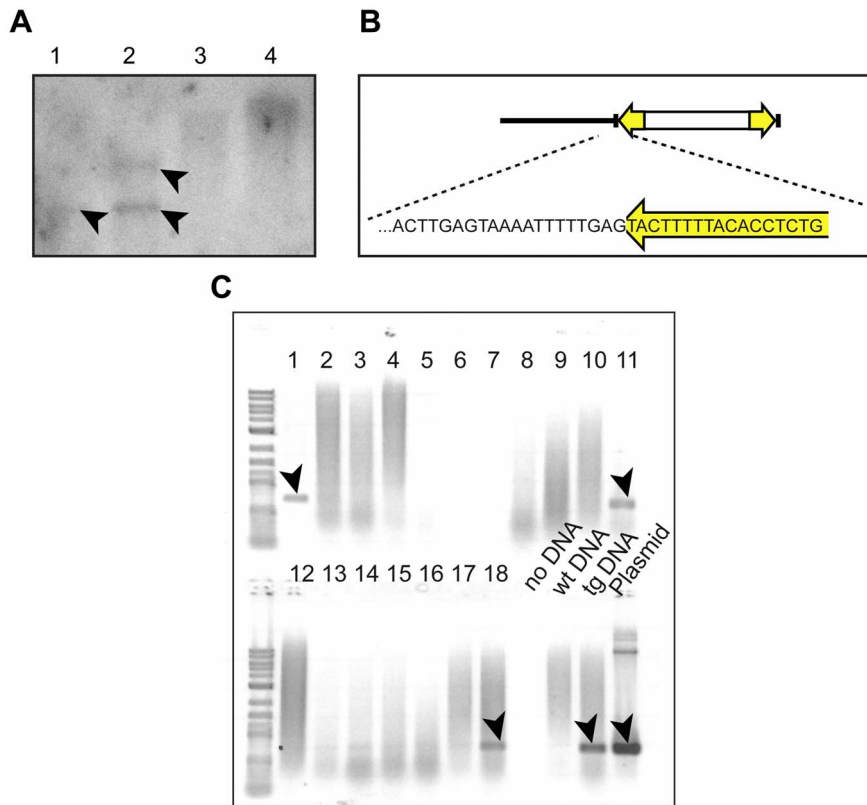 A
1 2 3 4
B
...ACTTGAGTAAAATTTTTGAGTACTTTTTACACCTCTG
C
1 2 3 4 5 6 7 8 9 10 11
no DNA
wt DNA
tg DNA
Plasmid
12 13 14 15 16 17 18